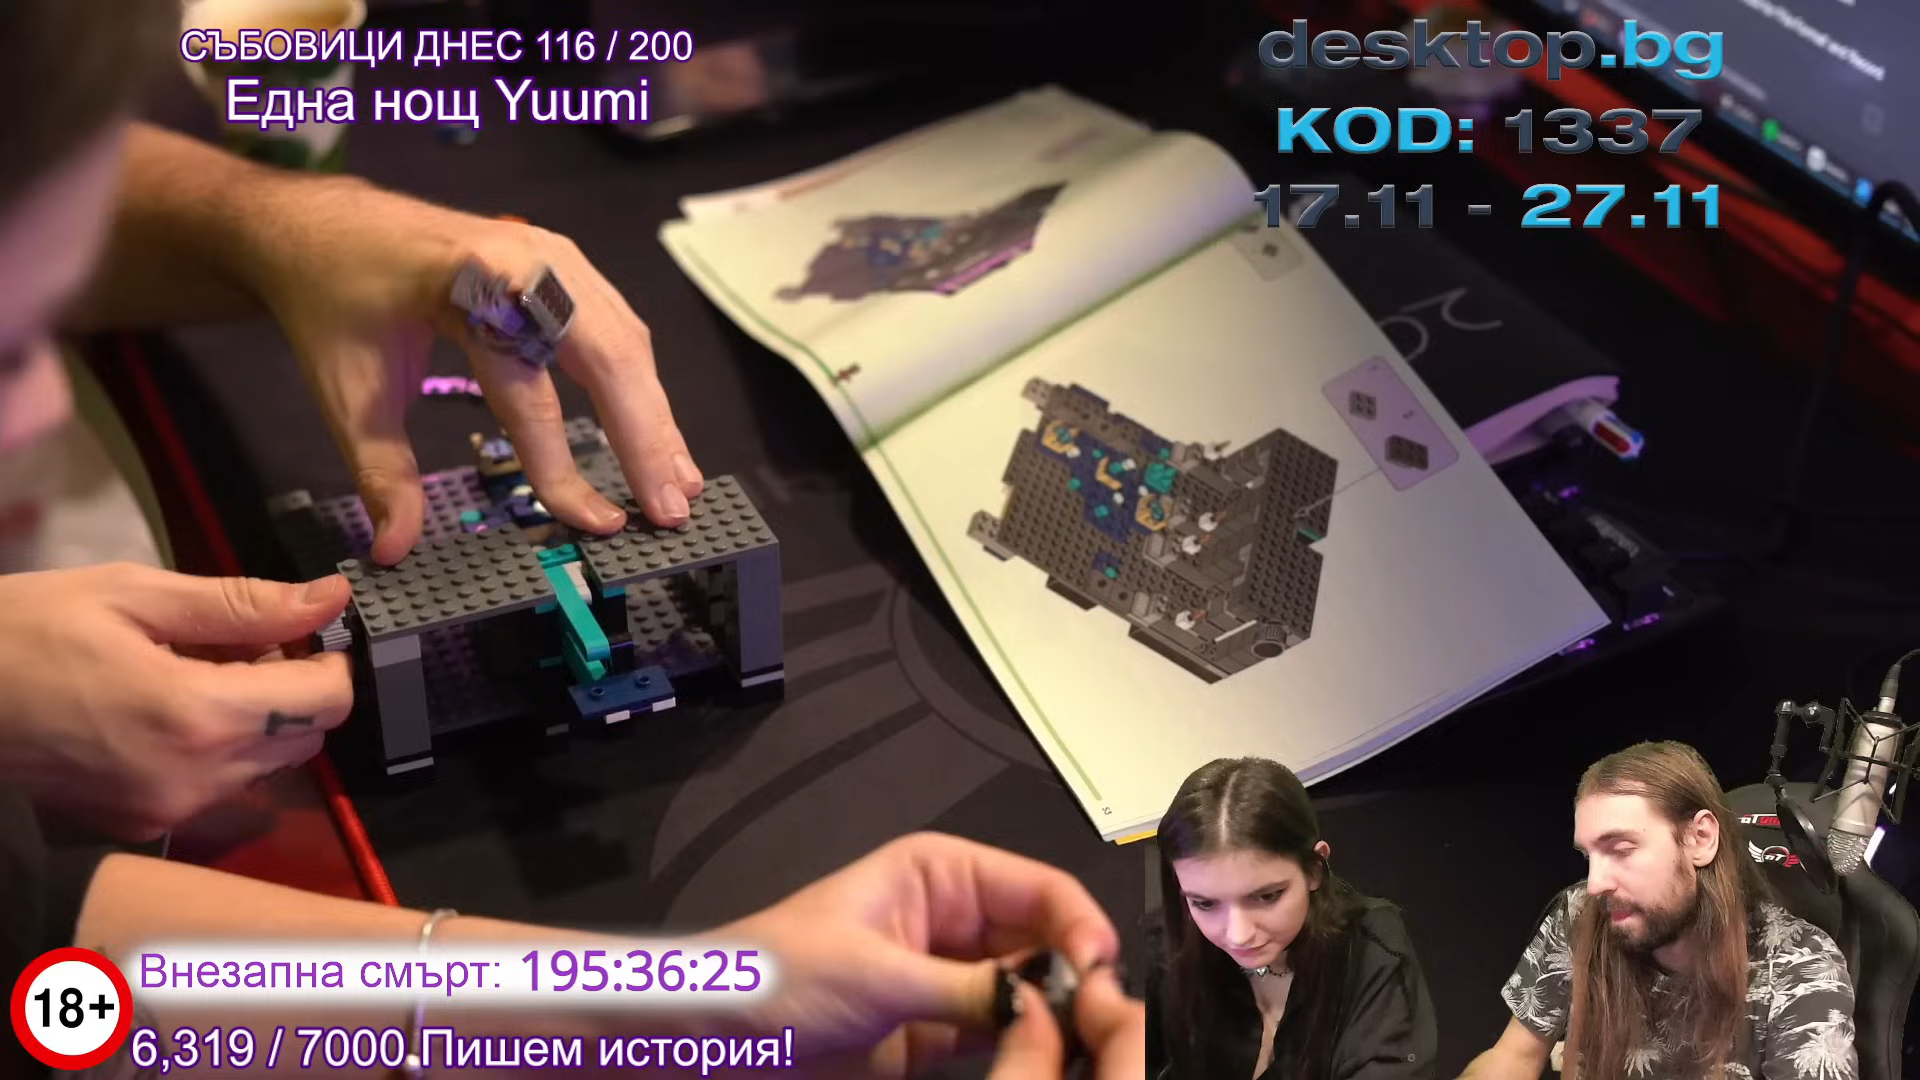 СЪБОВИЦИ ДНЕС 116 / 200
Една нощ Yuumi
desktop.bg
KOD: 1337
17.11 - 27.11
Внезапна смърт: 195:36:25
18+
6,319 / 7000 Пишем история!